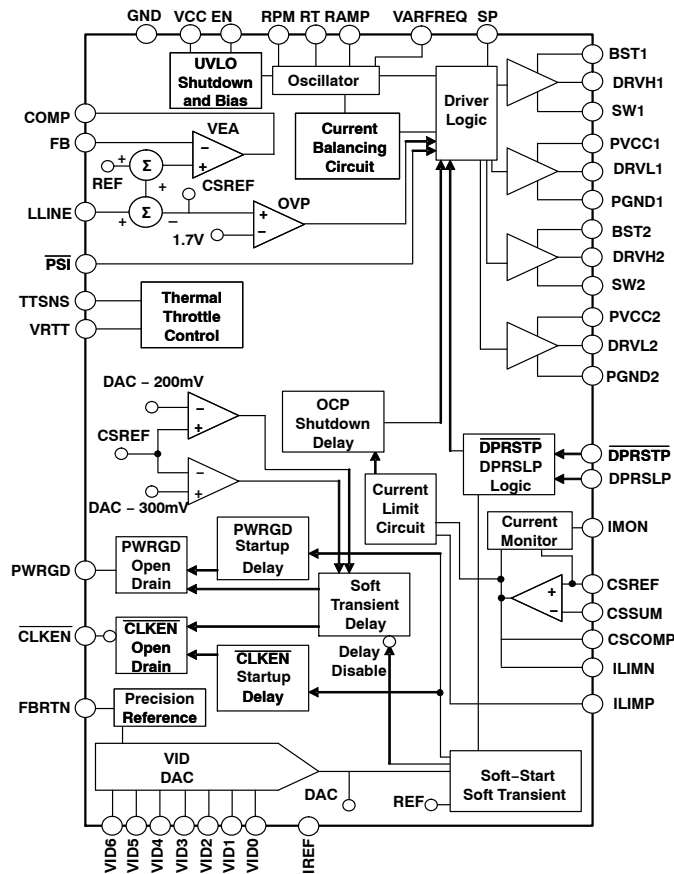 GND VCC EN RPM RT RAMP VARFREQ SP
UVLO
Shutdown
and Bias
Oscillator
Driver
Logic
BST1
DRVH1
SW1
COMP
FB
VEA
−
+
Σ
+
REF
+
Current
Balancing
Circuit
PVCC1
DRVL1
PGND1
LLINE
+
Σ
−
CSREF
OVP
+
−
1.7V
BST2
DRVH2
SW2
PSI
TTSNS
VRTT
Thermal
Throttle
Control
PVCC2
DRVL2
PGND2
DAC − 200mV
−
+
CSREF
−
+
DAC − 300mV
OCP
Shutdown
Delay
Current
Limit
Circuit
DPRSTP
DPRSLP
Logic
DPRSTP
DPRSLP
Current
Monitor
IMON
+
−
CSREF
CSSUM
CSCOMP
ILIMN
ILIMP
PWRGD
PWRGD
Open
Drain
PWRGD
Startup
Delay
Soft
Transient
Delay
Delay
Disable
CLKEN
CLKEN
Open
Drain
CLKEN
Startup
Delay
FBRTN
Precision
Reference
VID
DAC
DAC
REF
Soft−Start
Soft Transient
VID6
VID5
VID4
VID3
VID2
VID1
VID0
IREF